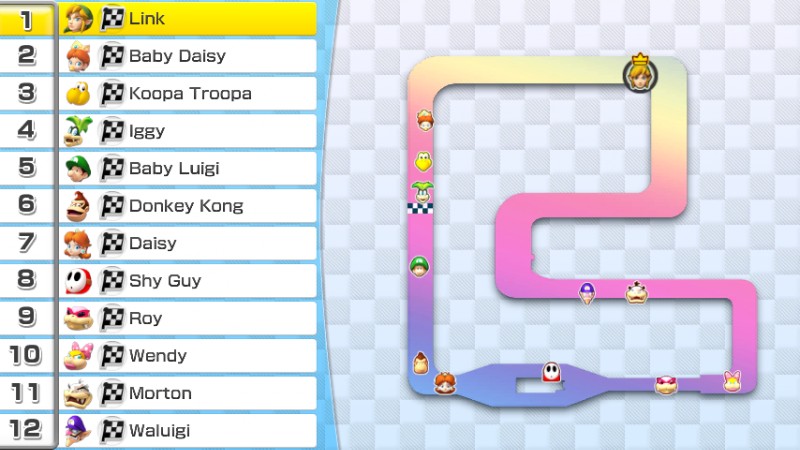 1 Link
2 Baby Daisy
3 Koopa Troopa
4 Iggy
5 Baby Luigi
6 Donkey Kong
7 Daisy
8 Shy Guy
9 Roy
10 Wendy
11 Morton
12 Waluigi